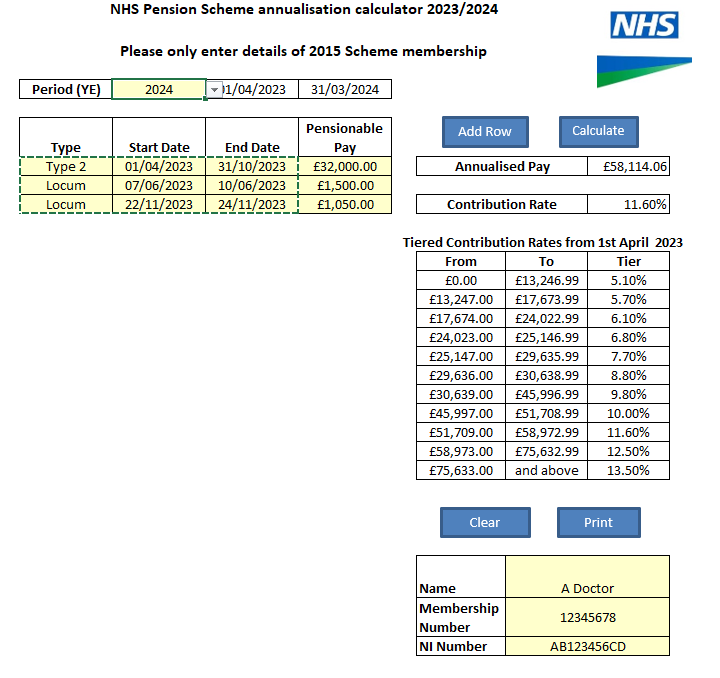 NHS Pension Scheme annualisation calculator 2023/2024
NHS
Please only enter details of 2015 Scheme membership
Period (YE) 2024 1/04/2023 31/03/2024
Add Row Calculate
Type Start Date End Date Pensionable Pay
Type 2 01/04/2023 31/10/2023 £32,000.00
Locum 07/06/2023 10/06/2023 £1,500.00
Locum 22/11/2023 24/11/2023 £1,050.00
Annualised Pay £58,114.06
Contribution Rate 11.60%
Tiered Contribution Rates from 1st April 2023
From To Tier
£0.00 £13,246.99 5.10%
£13,247.00 £17,673.99 5.70%
£17,674.00 £24,022.99 6.10%
£24,023.00 £25,146.99 6.80%
£25,147.00 £29,635.99 7.70%
£29,636.00 £30,638.99 8.80%
£30,639.00 £45,996.99 9.80%
£45,997.00 £51,708.99 10.00%
£51,709.00 £58,972.99 11.60%
£58,973.00 £75,632.99 12.50%
£75,633.00 and above 13.50%
Clear Print
Name A Doctor
Membership Number 12345678
NI Number AB123456CD